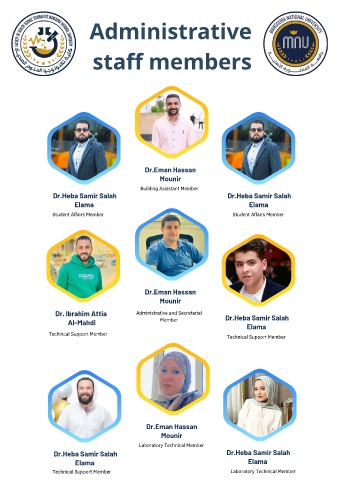 Administrative
staff members
MANSOURA NATIONAL UNIVERSITY
MNU
Dr.Eman Hassan
Mounir
Building Assistant Member
Dr.Heba Samir Salah
Elama
Student Affairs Member
Dr.Heba Samir Salah
Elama
Student Affairs Member
Dr.Eman Hassan
Mounir
Administrative and Secretarial
Member
Dr. Ibrahim Attia
Al-Mahdi
Technical Support Member
Dr.Heba Samir Salah
Elama
Technical Support Member
Dr.Eman Hassan
Mounir
Laboratory Technical Member
Dr.Heba Samir Salah
Elama
Technical Support Member
Dr.Heba Samir Salah
Elama
Laboratory Technical Member